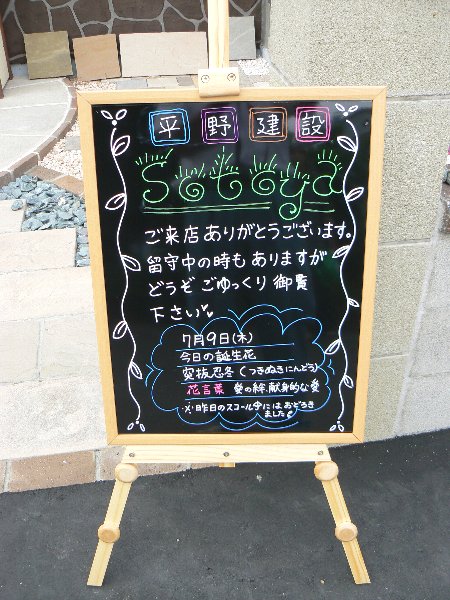 平野建設
Sotoya
ご来店ありがとうございます。
留守中の時もありますが
どうぞごゆっくり御覧
下さい
7月9日(木)
今日の誕生花
突抜忍冬(つきぬきにんどう)
花言葉 愛の絆、献身的な愛
・X・昨日のスコール中にはおどろき
ました